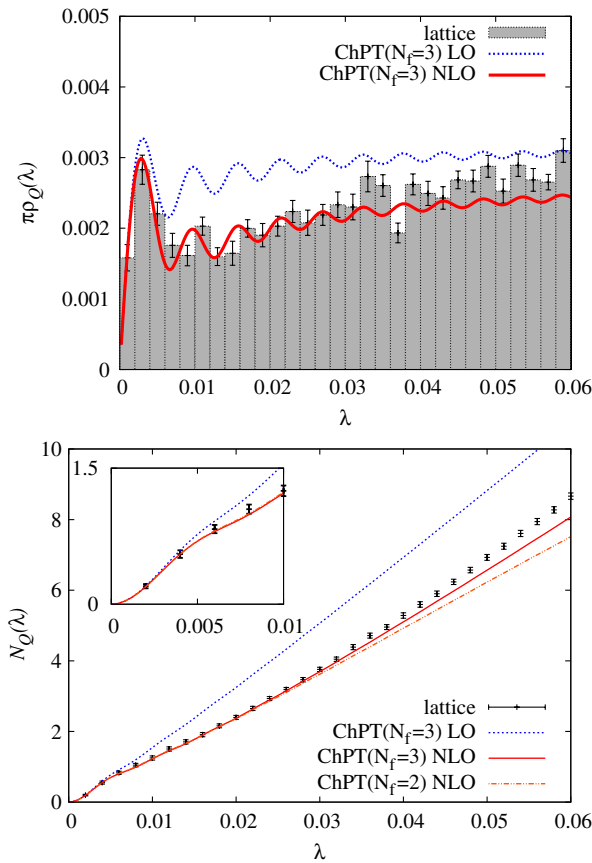 0.005
0.004
0.003
0.002
0.001
0
πρ_Q(λ)
lattice
ChPT(N_f=3) LO
ChPT(N_f=3) NLO
0 0.01 0.02 0.03 0.04 0.05 0.06
λ
10
8
6
4
2
0
N_Q(λ)
1.5
0
0 0.005 0.01
lattice
ChPT(N_f=3) LO
ChPT(N_f=3) NLO
ChPT(N_f=2) NLO
0 0.01 0.02 0.03 0.04 0.05 0.06
λ